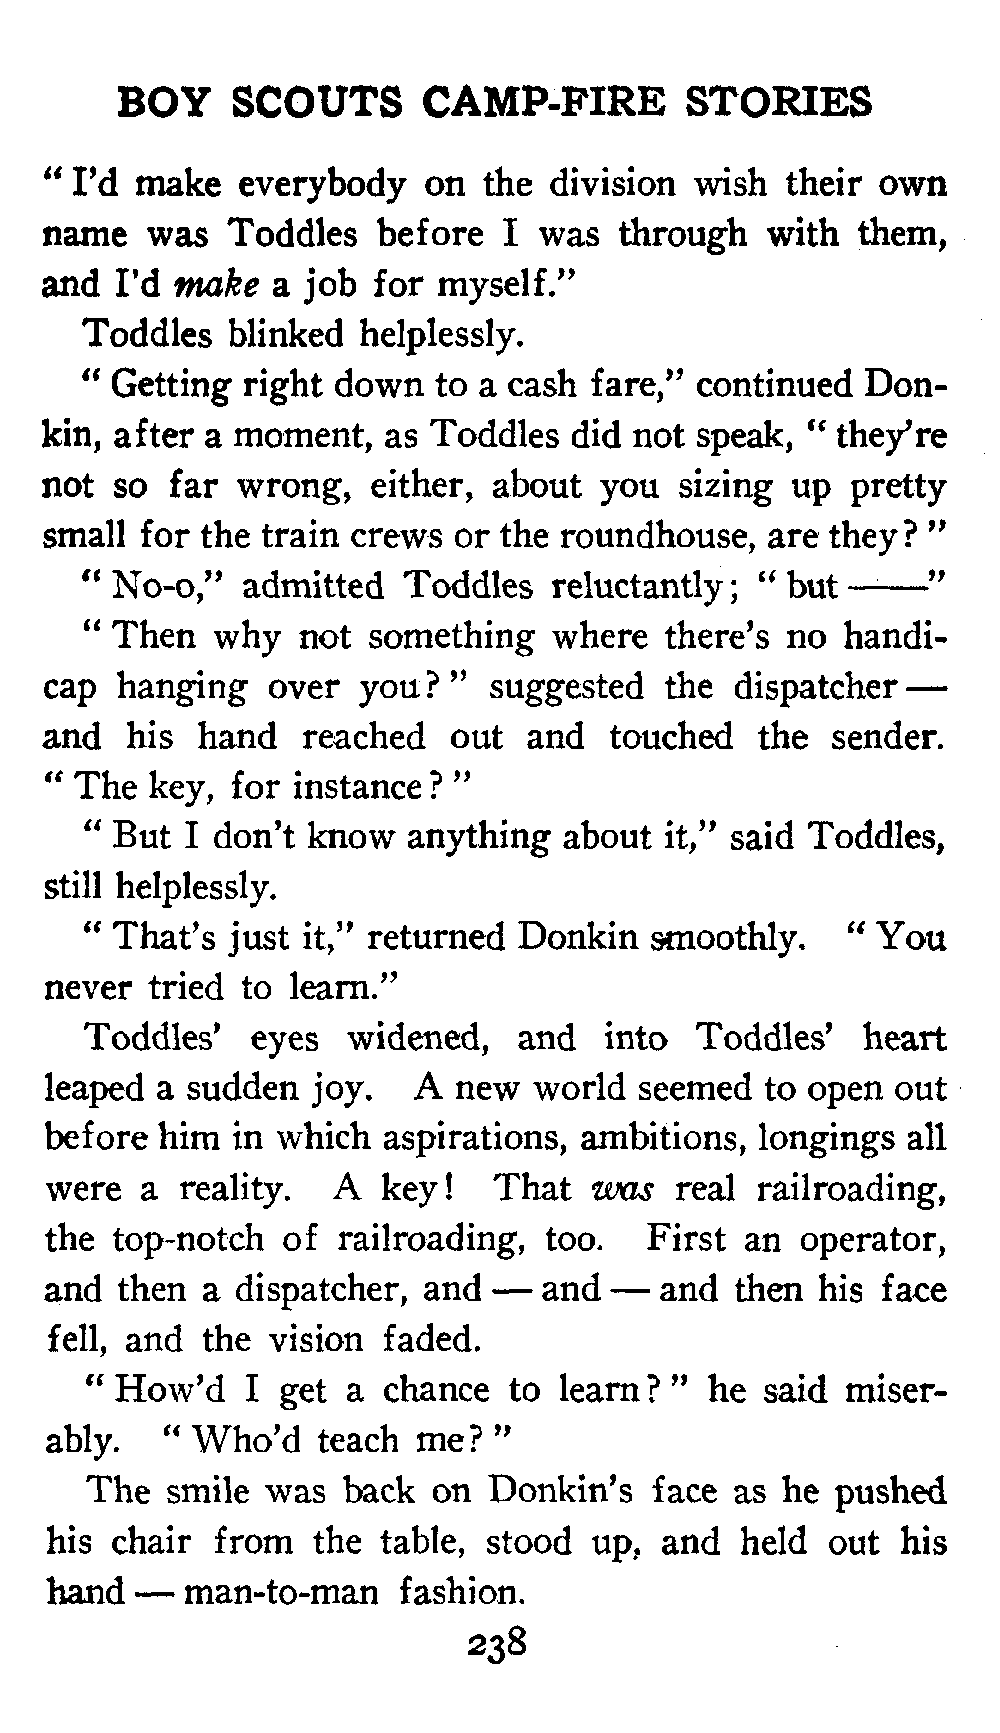 BOY SCOUTS CAMP-FIRE STORIES
" I'd make everybody on the division wish their own
name was Toddles before I was through with them,
and I'd make a job for myself."
Toddles blinked helplessly.
" Getting right down to a cash fare," continued Don-
kin, after a moment, as Toddles did not speak, " they're
not so far wrong, either, about you sizing up pretty
small for the train crews or the roundhouse, are they? "
" No-o," admitted Toddles reluctantly; " but ——"
" Then why not something where there's no handi-
cap hanging over you? " suggested the dispatcher —
and his hand reached out and touched the sender.
" The key, for instance? "
" But I don't know anything about it," said Toddles,
still helplessly.
" That's just it," returned Donkin smoothly. " You
never tried to learn."
Toddles' eyes widened, and into Toddles' heart
leaped a sudden joy. A new world seemed to open out
before him in which aspirations, ambitions, longings all
were a reality. A key! That was real railroading,
the top-notch of railroading, too. First an operator,
and then a dispatcher, and — and — and then his face
fell, and the vision faded.
" How'd I get a chance to learn? " he said miser-
ably. " Who'd teach me? "
The smile was back on Donkin's face as he pushed
his chair from the table, stood up, and held out his
hand — man-to-man fashion.
238